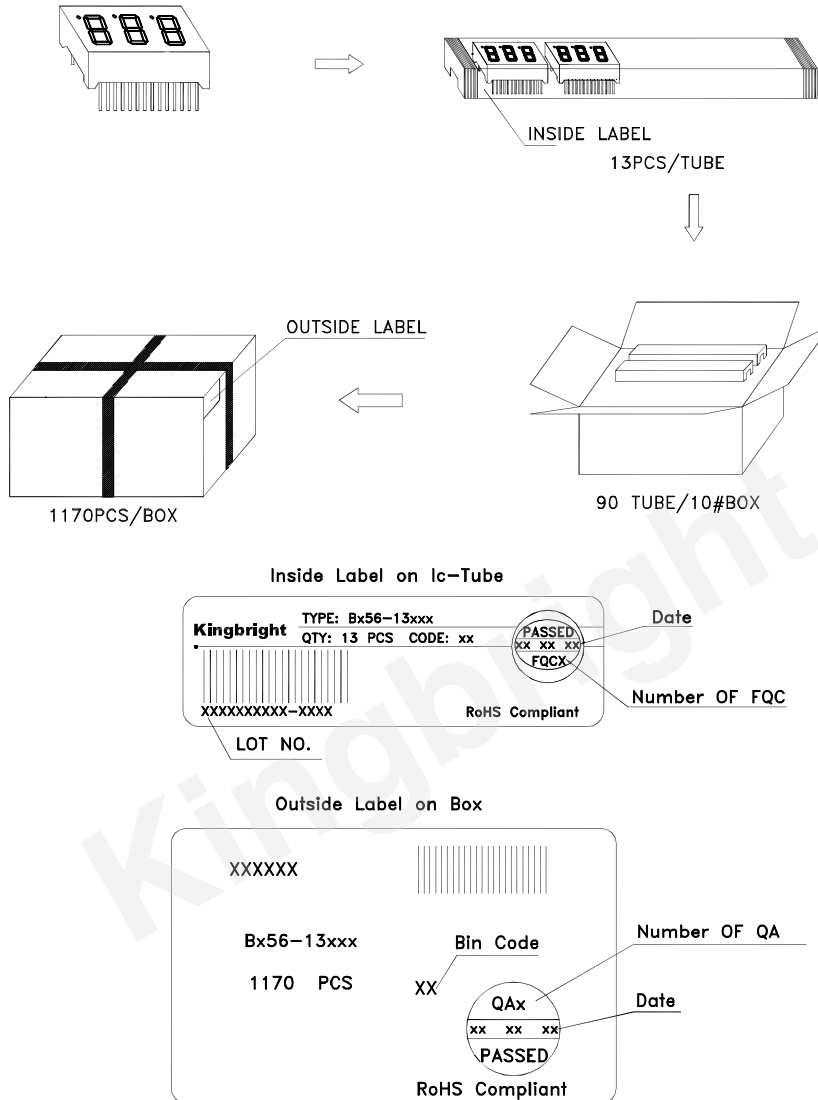 INSIDE LABEL
13PCS/TUBE
OUTSIDE LABEL
1170PCS/BOX
90 TUBE/10#BOX
Inside Label on Ic-Tube
Kingbright
TYPE: Bx56-13xxx
QTY: 13 PCS CODE: xx
PASSED
xx xx xx
FQCX
Date
Number OF FQC
XXXXXXXXXX-XXXX
RoHS Compliant
LOT NO.
Outside Label on Box
XXXXXX
Bx56-13xxx
Bin Code
Number OF QA
1170 PCS
XX
QAx
Date
xx xx xx
PASSED
RoHS Compliant
Kingbright